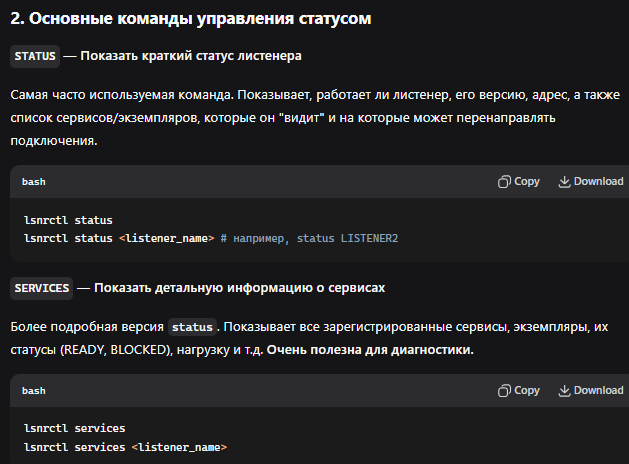 2. Основные команды управления статусом
STATUS — Показать краткий статус листенера
Самая часто используемая команда. Показывает, работает ли листенер, его версию, адрес, а также
список сервисов/экземпляров, которые он "видит" и на которые может перенаправлять
подключения.
bash Copy Download
lsnrctl status
lsnrctl status <listener_name> # например, status LISTENER2
SERVICES — Показать детальную информацию о сервисах
Более подробная версия status. Показывает все зарегистрированные сервисы, экземпляры, их
статусы (READY, BLOCKED), нагрузку и т.д. Очень полезна для диагностики.
bash Copy Download
lsnrctl services
lsnrctl services <listener_name>